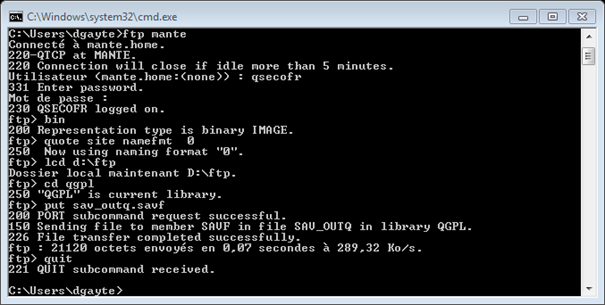 C:\Windows\system32\cmd.exe
C:\Users\dgayte>ftp mante
Connecté à mante.home.
220-QTCP at MANTE.
220 Connection will close if idle more than 5 minutes.
Utilisateur (mante.home:(none)) : qsecofr
331 Enter password.
Mot de passe :
230 QSECOFR logged on.
ftp> bin
200 Representation type is binary IMAGE.
ftp> quote site namefmt  0
250  Now using naming format "0".
ftp> lcd d:\ftp
Dossier local maintenant D:\ftp.
ftp> cd qgpl
250 "QGPL" is current library.
ftp> put sav_outq.savf
200 PORT subcommand request successful.
150 Sending file to member SAVF in file SAV_OUTQ in library QGPL.
226 File transfer completed successfully.
ftp : 21120 octets envoyés en 0,07 secondes à 289,32 Ko/s.
ftp> quit
221 QUIT subcommand received.
C:\Users\dgayte>